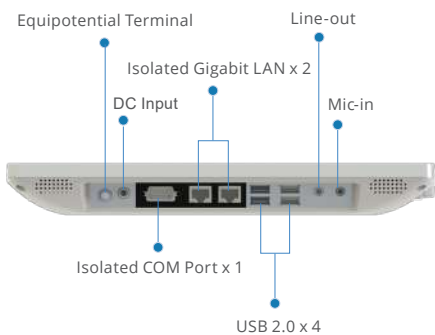 Equipotential Terminal
Line-out
Isolated Gigabit LAN x 2
DC Input
Mic-in
Isolated COM Port x 1
USB 2.0 x 4